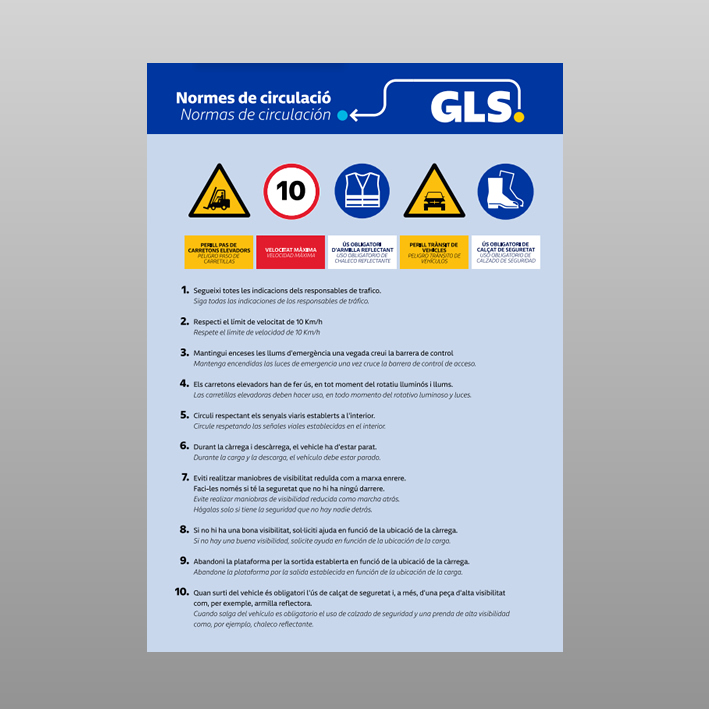 Normes de circulació
Normas de circulación
GLS
10
PERILL PAS DE
CARRETONS ELEVADORS
PELIGRO PASO DE
CARRETILLAS
VELOCITAT MÀXIMA
VELOCIDAD MÁXIMA
ÚS OBLIGATORI
D'ARMILLA REFLECTANT
USO OBLIGATORIO DE
CHALECO REFLECTANTE
PERILL TRÀNSIT DE
VEHICLES
PELIGRO TRÁNSITO DE
VEHÍCULOS
ÚS OBLIGATORI DE
CALÇAT DE SEGURETAT
USO OBLIGATORIO DE
CALZADO DE SEGURIDAD
1. Segueixi totes les indicacions dels responsables de trafico.
Siga todas las indicaciones de los responsables de tráfico.
2. Respecti el límit de velocitat de 10 Km/h
Respete el límite de velocidad de 10 Km/h
3. Mantingui enceses les llums d'emergència una vegada creui la barrera de control
Mantenga encendidas las luces de emergencia una vez cruce la barrera de control de acceso.
4. Els carretons elevadors han de fer ús, en tot moment del rotatiu lluminós i llums.
Las carretillas elevadoras deben hacer uso, en todo momento del rotativo luminoso y luces.
5. Circuli respectant els senyals viaris establerts a l'interior.
Circule respetando las señales viales establecidas en el interior.
6. Durant la càrrega i descàrrega, el vehicle ha d'estar parat.
Durante la carga y la descarga, el vehículo debe estar parado.
7. Eviti realitzar maniobres de visibilitat reduïda com a marxa enrere.
Faci-les només si té la seguretat que no hi ha ningú darrere.
Evite realizar maniobras de visibilidad reducida como marcha atrás.
Hágalas solo si tiene la seguridad que no hay nadie detrás.
8. Si no hi ha una bona visibilitat, sol·liciti ajuda en funció de la ubicació de la càrrega.
Si no hay una buena visibilidad, solicite ayuda en función de la ubicación de la carga.
9. Abandoni la plataforma per la sortida establerta en funció de la ubicació de la càrrega.
Abandone la plataforma por la salida establecida en función de la ubicación de la carga.
10. Quan surti del vehicle és obligatori l'ús de calçat de seguretat i, a més, d'una peça d'alta visibilitat
com, per exemple, armilla reflectora.
Cuando salga del vehículo es obligatorio el uso de calzado de seguridad y una prenda de alta visibilidad
como, por ejemplo, chaleco reflectante.